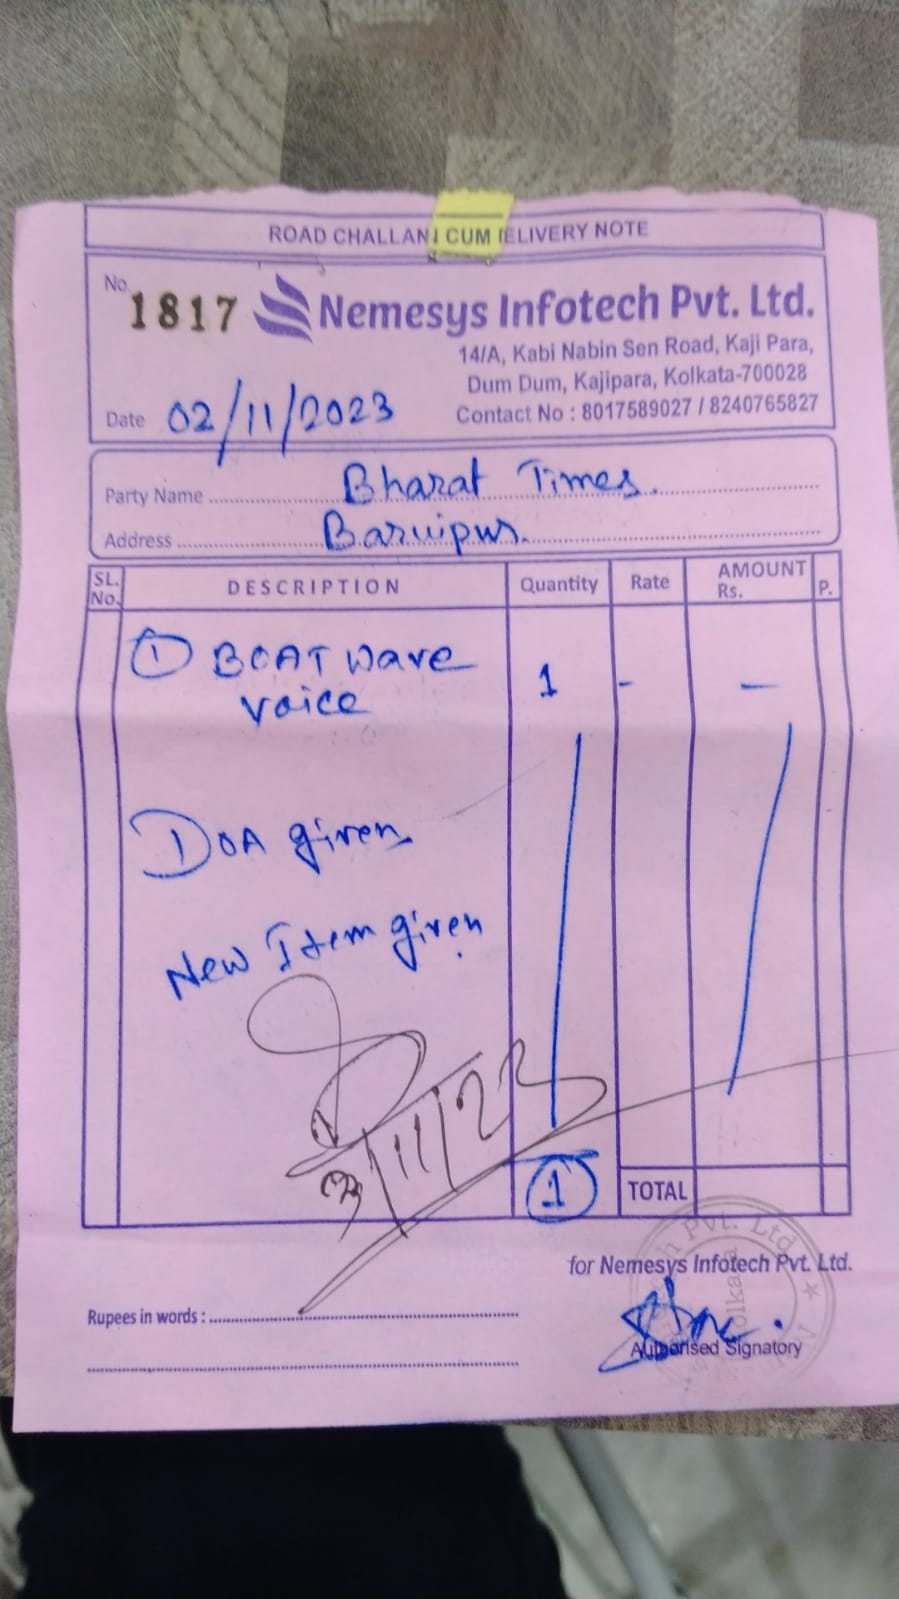 ROAD CHALLAN CUM DELIVERY NOTE
No. 1817
Nemesys Infotech Pvt. Ltd.
14/A, Kabi Nabin Sen Road, Kaji Para,
Dum Dum, Kajipara, Kolkata-700028
Contact No : 8017589027 / 8240765827
Date 02/11/2023
Party Name Bharat Times.
Address Baruipur.
SL. No. DESCRIPTION Quantity Rate AMOUNT Rs. P.
① BOAT Wave 1 - -
Voice
DOA given
New Item given
3/11/23
1 TOTAL
for Nemesys Infotech Pvt. Ltd.
Rupees in words :
Authorised Signatory